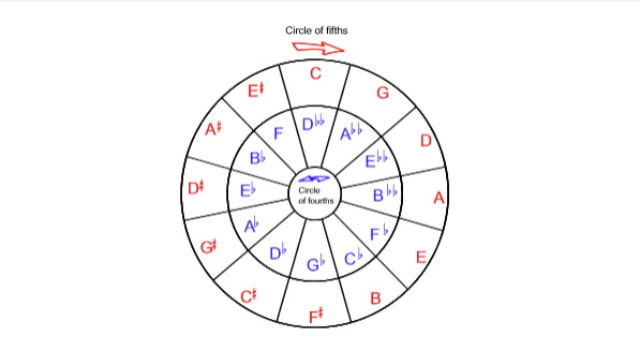 Circle of fifths
C
G
D
A
E
B
F♯
C♯
G♯
D♯
A♯
E♯
D♭♭
A♭♭
E♭♭
B♭♭
F♭
C♭
G♭
D♭
A♭
E♭
B♭
F
Circle
of fourths